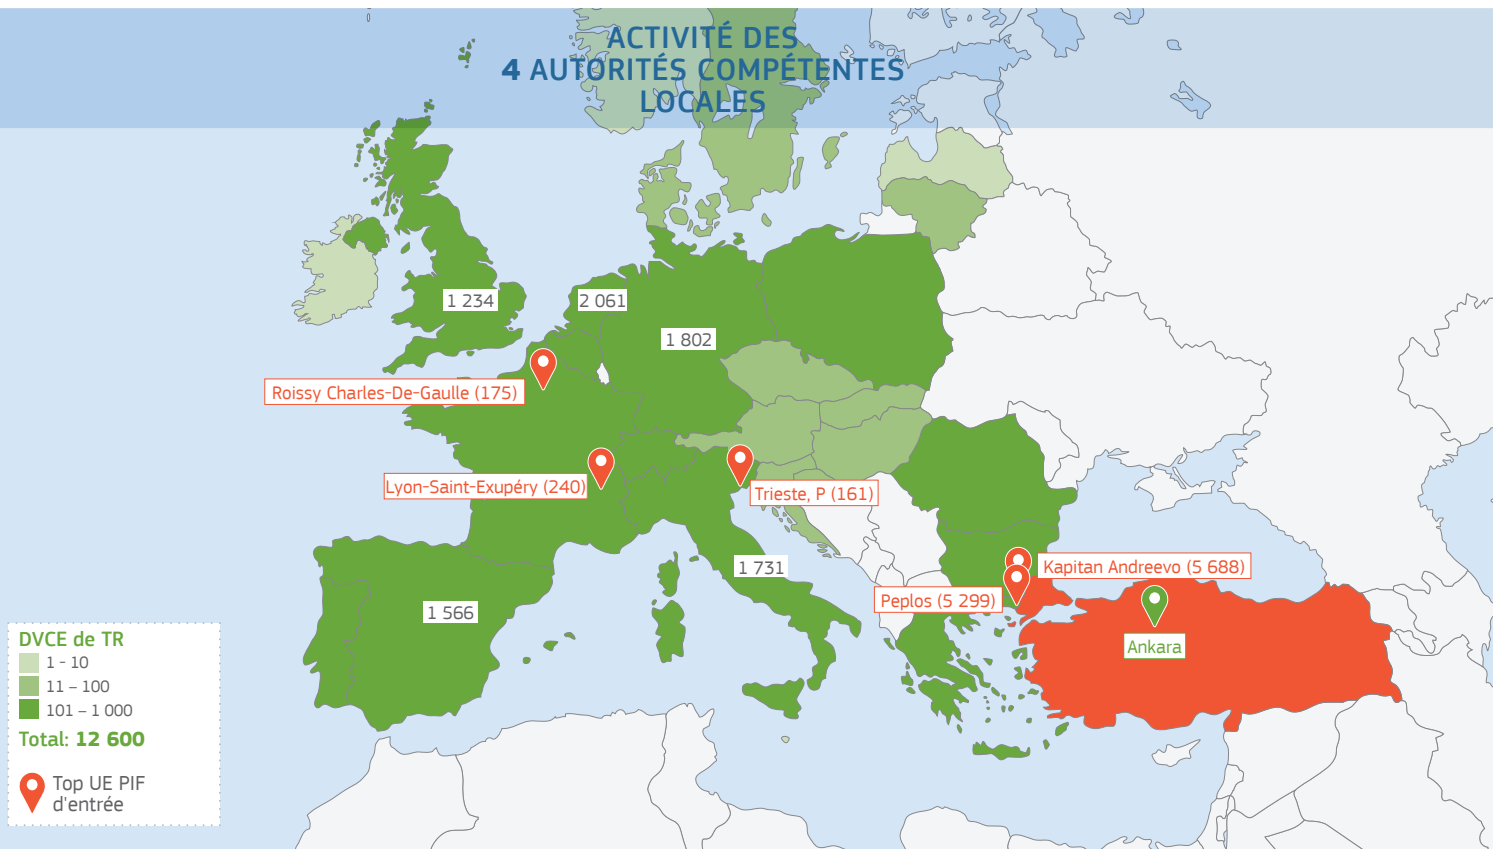 ACTIVITÉ DES
4 AUTORITÉS COMPÉTENTES
LOCALES
1 234
2 061
1 802
Roissy Charles-De-Gaulle (175)
Lyon-Saint-Exupéry (240)
Trieste, P (161)
1 731
Kapitan Andreevo (5 688)
Peplos (5 299)
1 566
Ankara
DVCE de TR
1 - 10
11 – 100
101 – 1 000
Total: 12 600
Top UE PIF
d'entrée